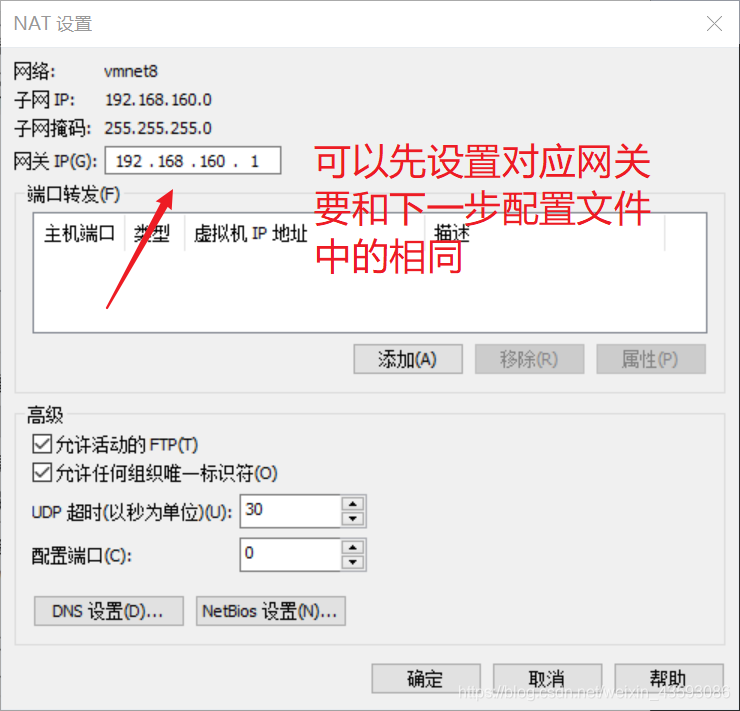 NAT 设置
网络: vmnet8
子网 IP: 192.168.160.0
子网掩码: 255.255.255.0
网关 IP(G): 192 .168 .160 . 1
可以先设置对应网关
要和下一步配置文件
中的相同
端口转发(F)
主机端口 类型 虚拟机 IP 地址 描述
添加(A) 移除(R) 属性(P)
高级
允许活动的 FTP(T)
允许任何组织唯一标识符(O)
UDP 超时(以秒为单位)(U): 30
配置端口(C): 0
DNS 设置(D)... NetBios 设置(N)...
确定 取消 帮助
https://blog.csdn.net/weixin_43593086